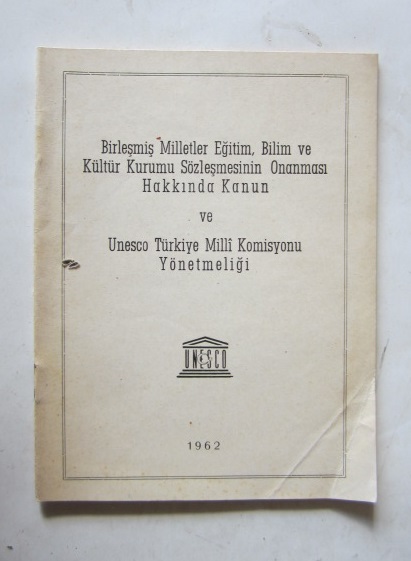 Birleşmiş Milletler Eğitim, Bilim ve
Kültür Kurumu Sözleşmesinin Onanması
Hakkında Kanun
ve
Unesco Türkiye Millî Komisyonu
Yönetmeliği
UNESCO
1962